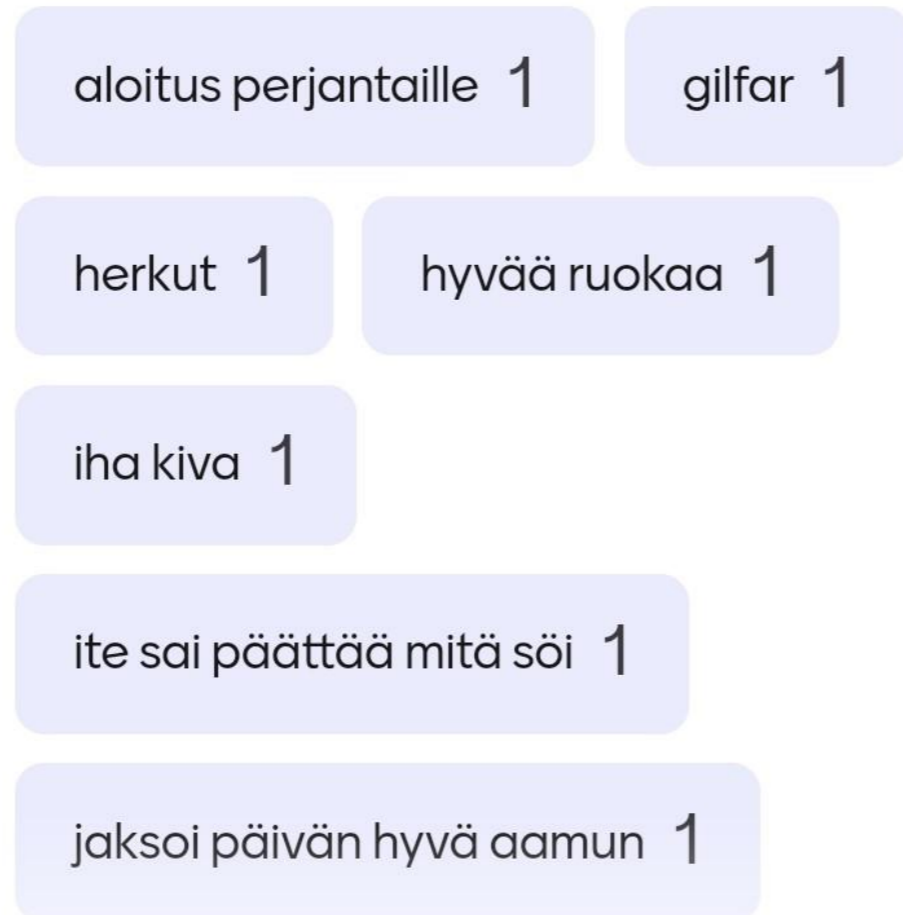 aloitus perjantaille 1 gilfar 1
herkut 1 hyvää ruokaa 1
iha kiva 1
ite sai päättää mitä söi 1
jaksoi päivän hyvä aamun 1